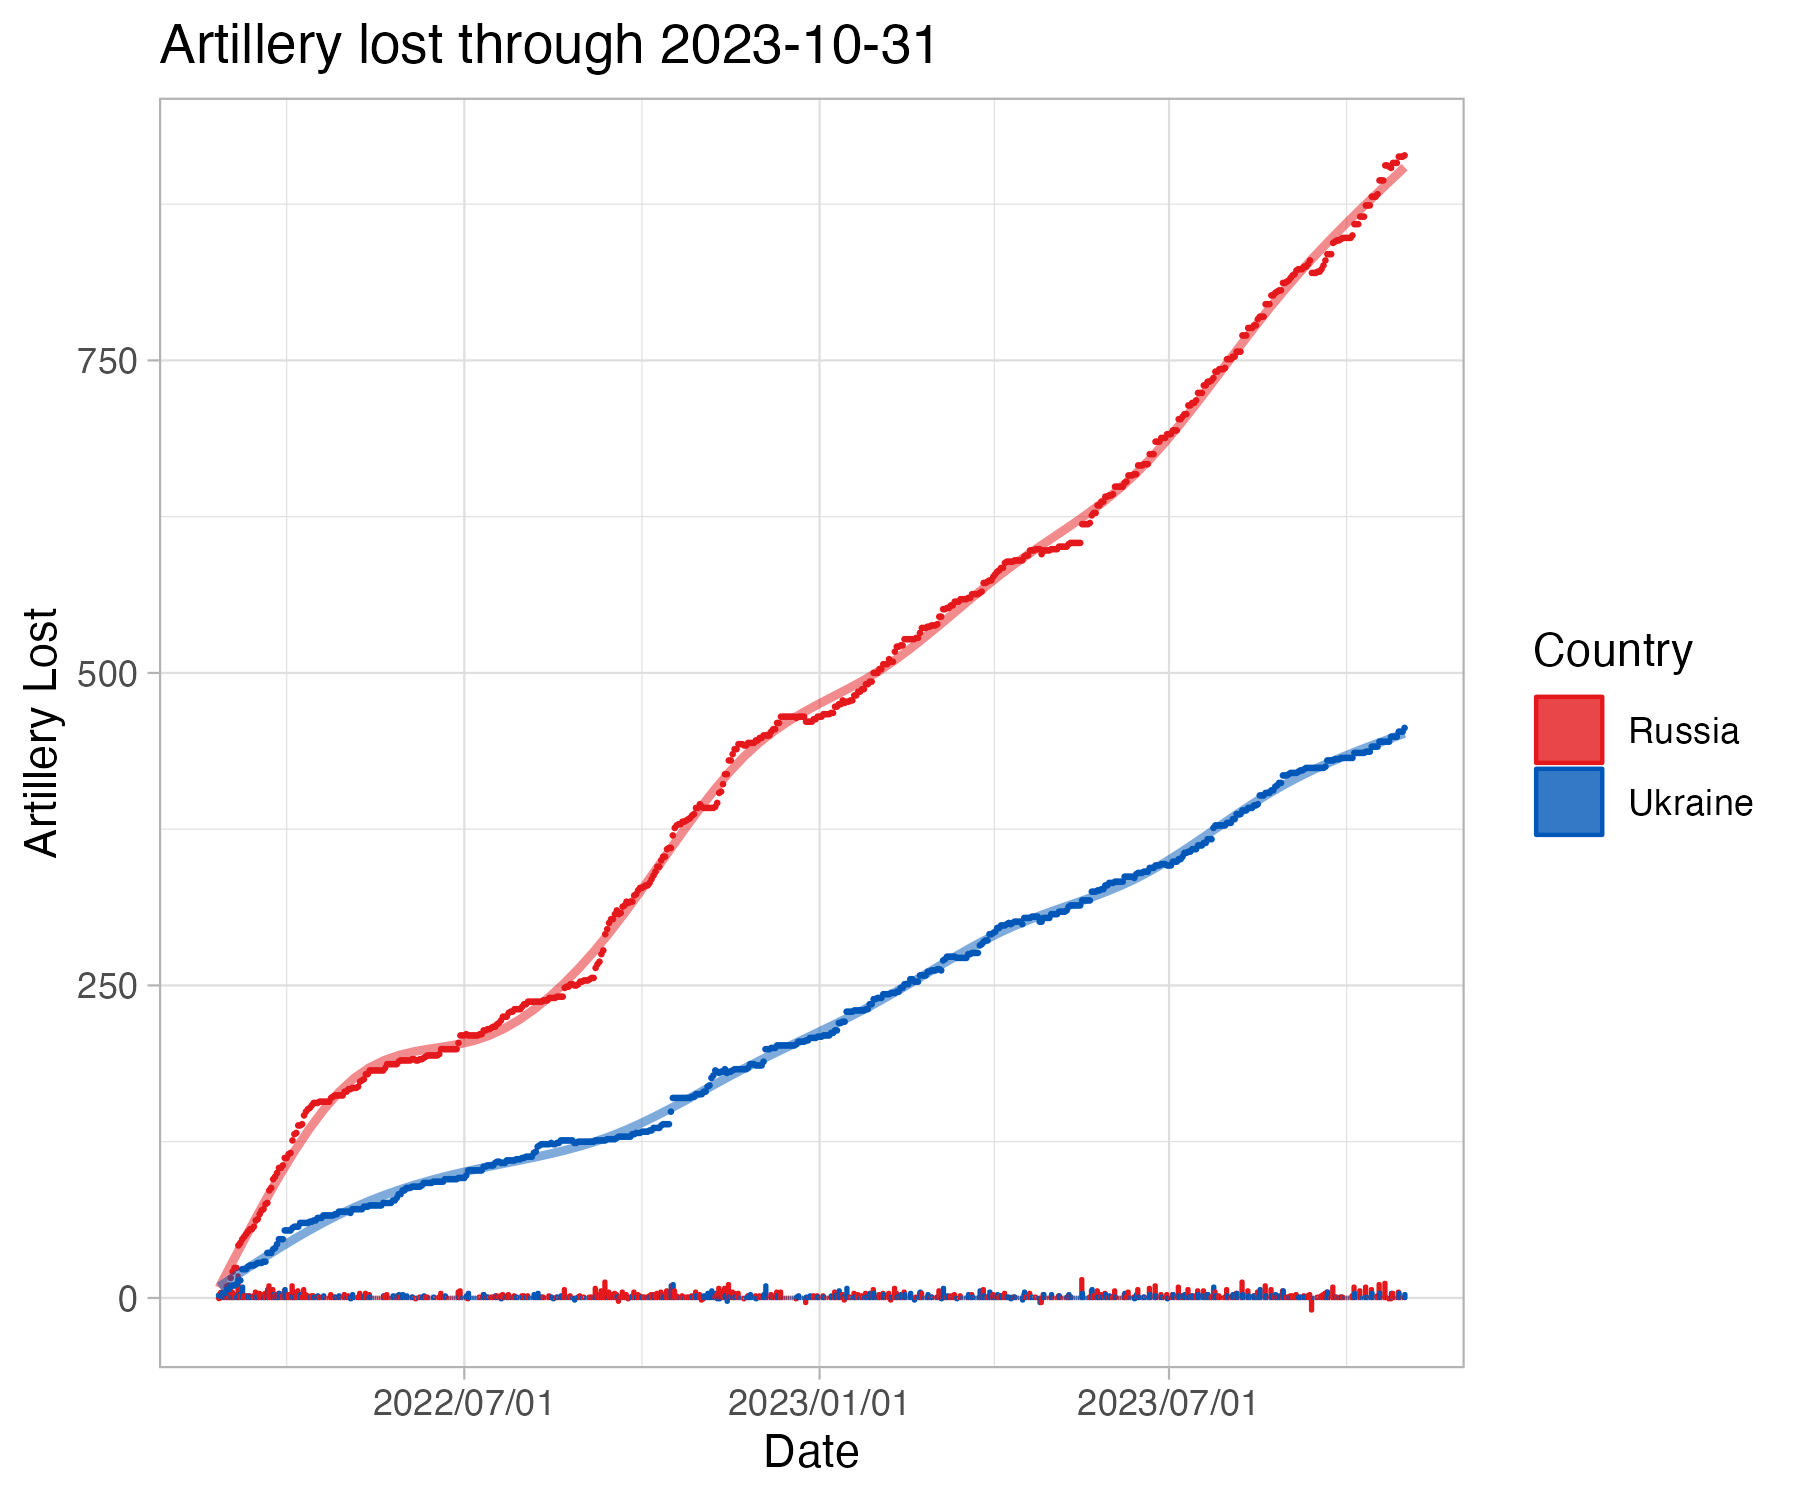 Artillery lost through 2023-10-31
Artillery Lost
750
500
250
0
2022/07/01
2023/01/01
2023/07/01
Date
Country
Russia
Ukraine